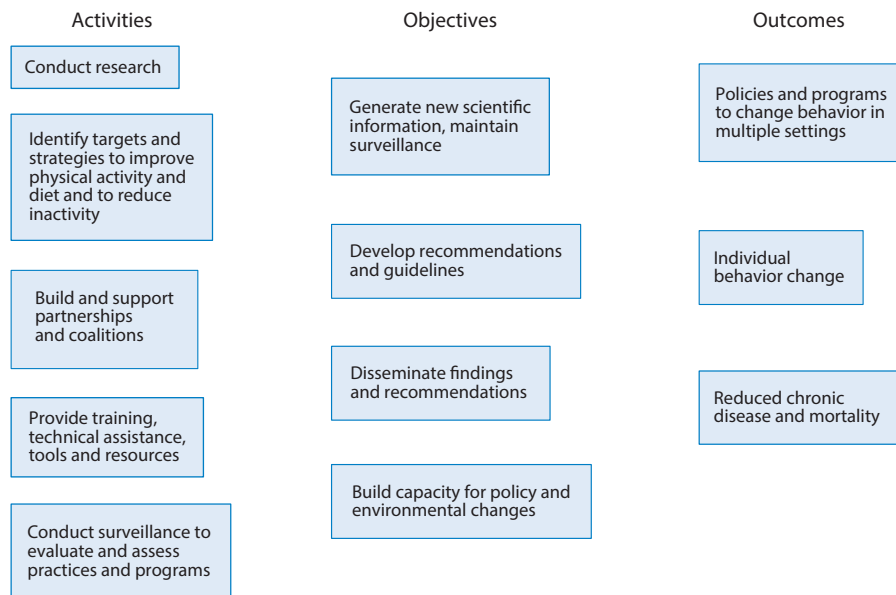 Activities
Conduct research
Identify targets and
strategies to improve
physical activity and
diet and to reduce
inactivity
Build and support
partnerships
and coalitions
Provide training,
technical assistance,
tools and resources
Conduct surveillance to
evaluate and assess
practices and programs
Objectives
Generate new scientific
information, maintain
surveillance
Develop recommendations
and guidelines
Disseminate findings
and recommendations
Build capacity for policy and
environmental changes
Outcomes
Policies and programs
to change behavior in
multiple settings
Individual
behavior change
Reduced chronic
disease and mortality